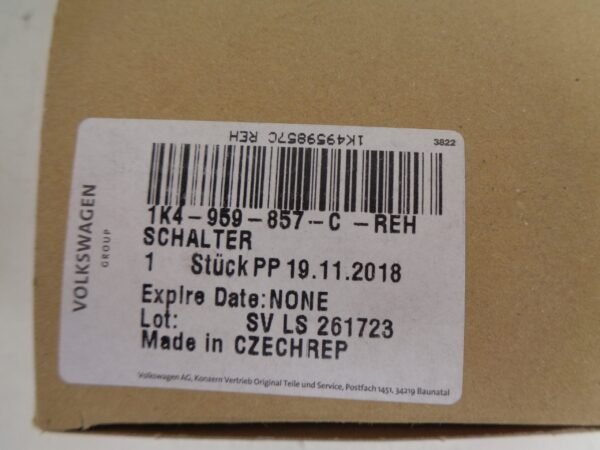 3822
1K4959857C REH
1K4-959-857-C -REH
SCHALTER
1 Stück PP 19.11.2018
Expire Date: NONE
Lot: SV LS 261723
Made in CZECHREP
VOLKSWAGEN
GROUP
Volkswagen AG, Konzern Vertrieb Original Teile und Service, Postfach 1451, 34219 Baunatal